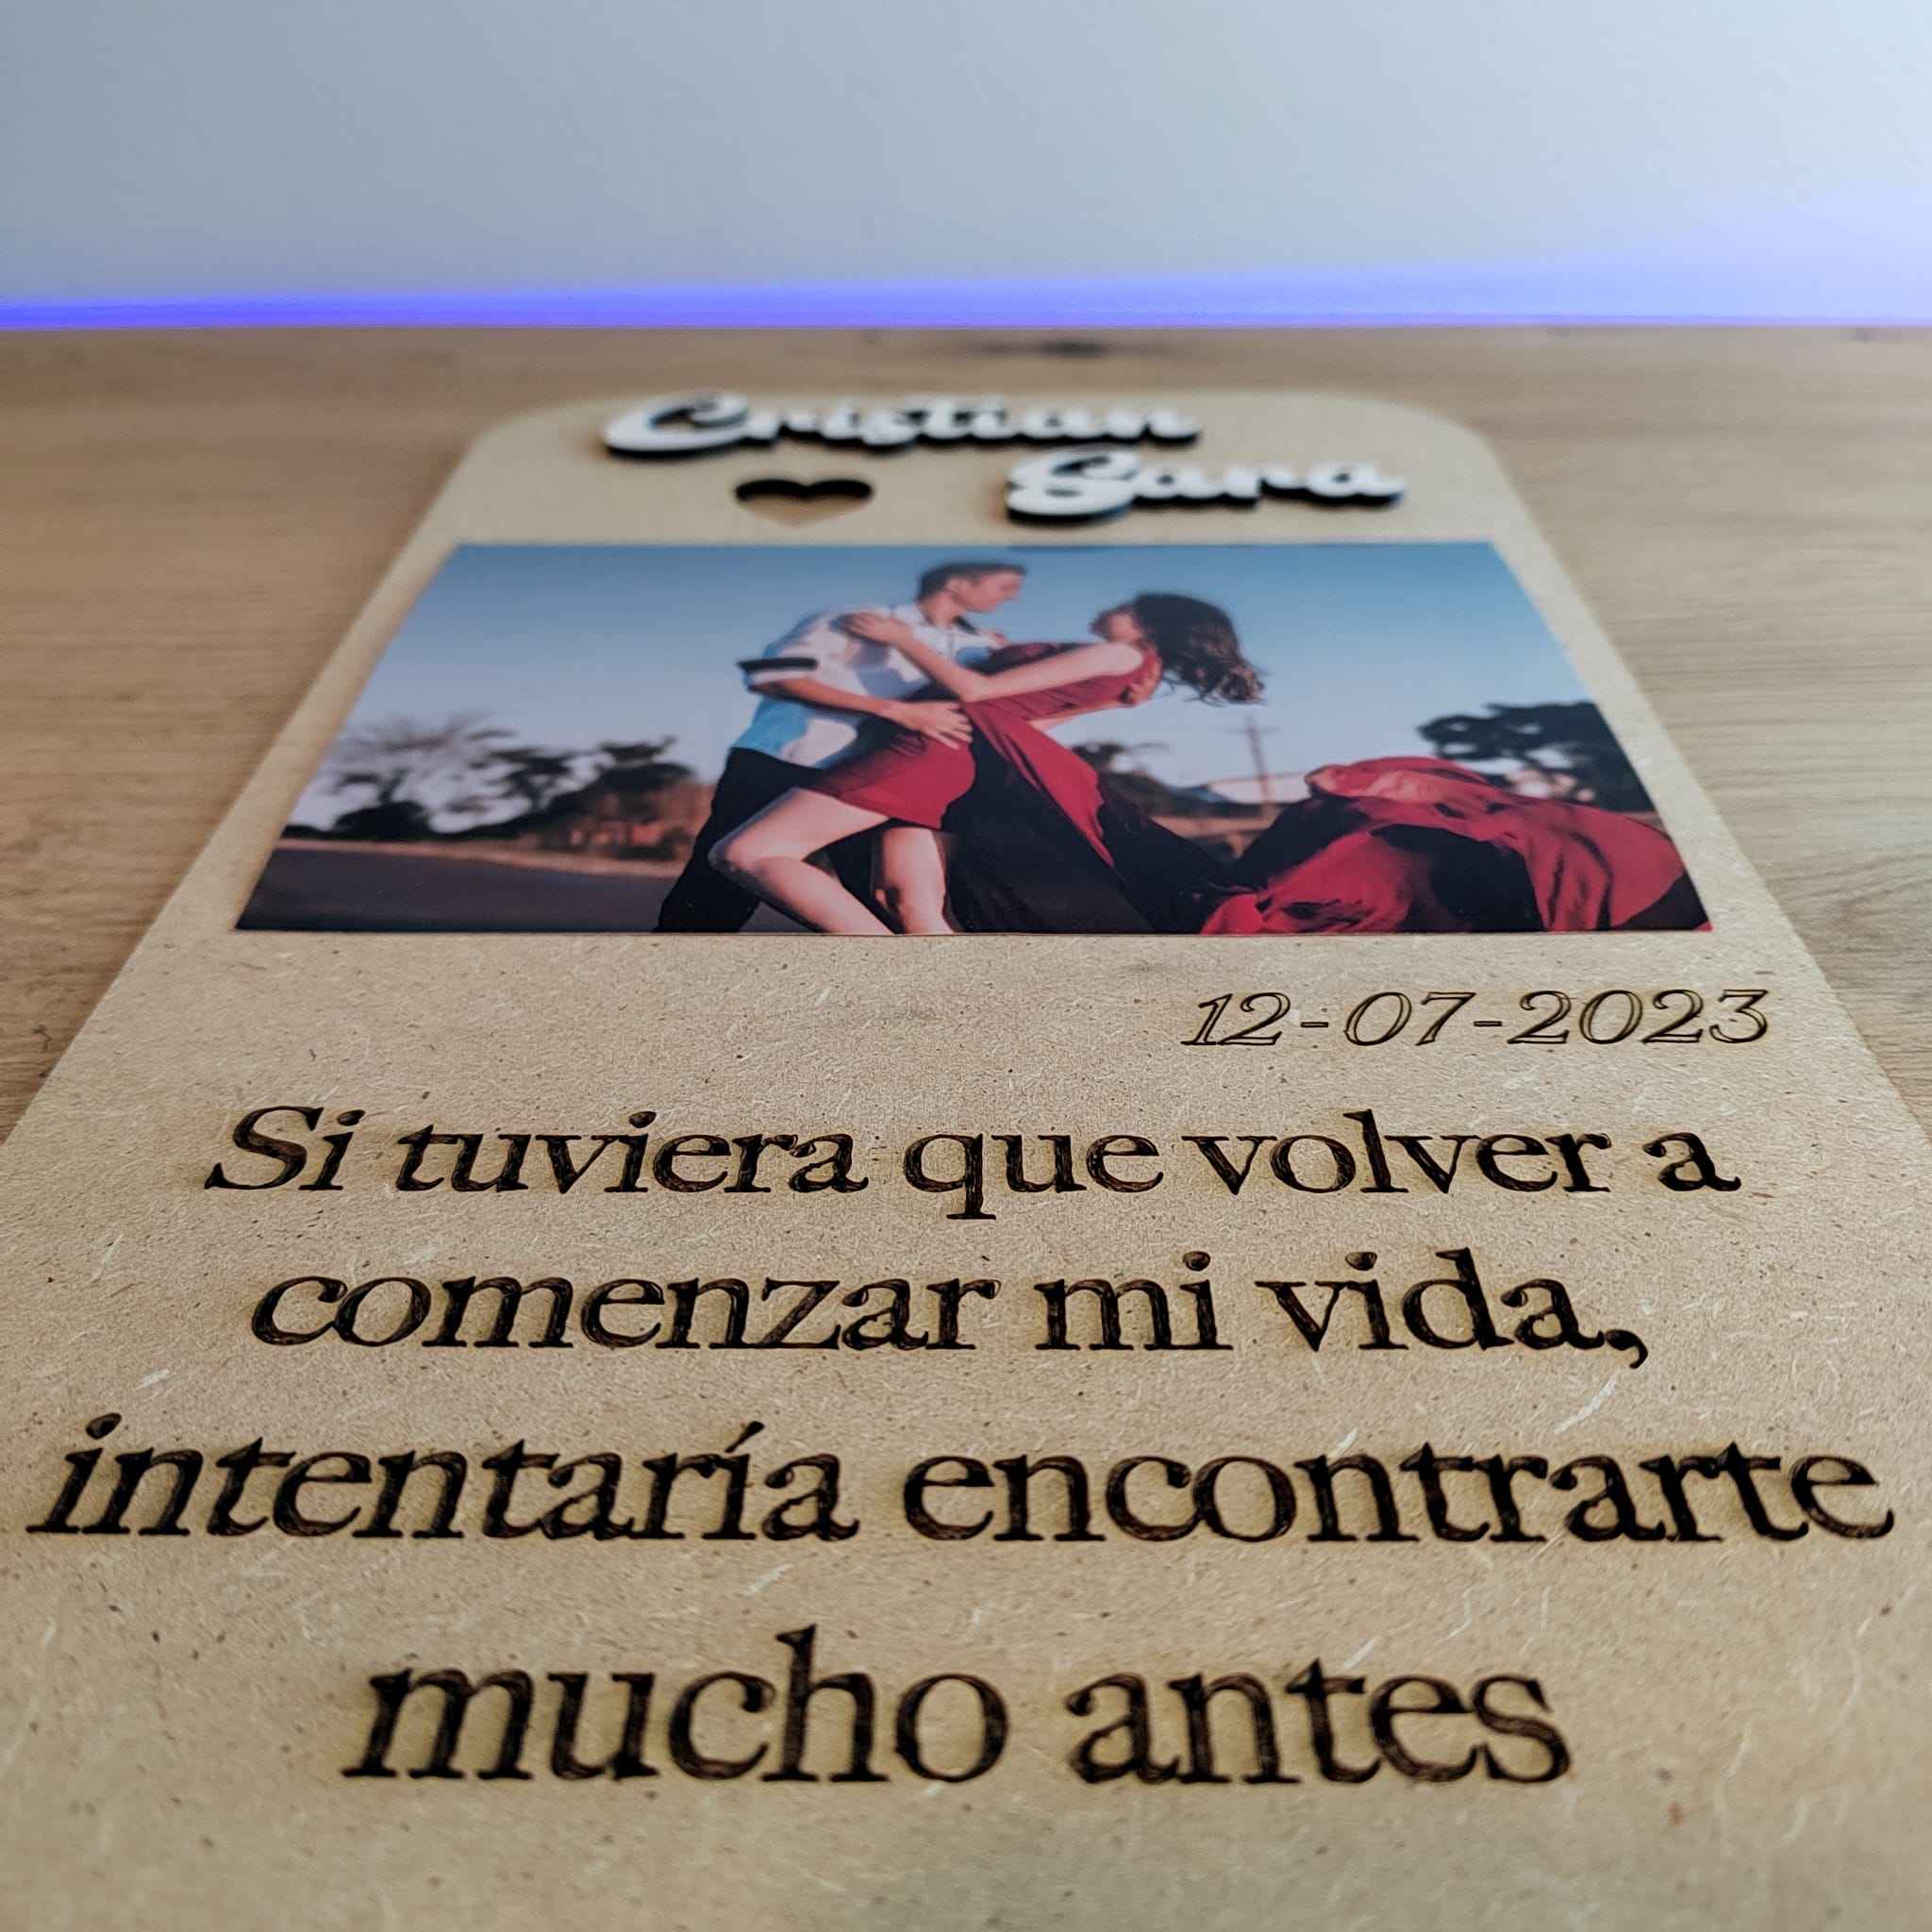 Cristian
Sara
12-07-2023
Si tuviera que volver a
comenzar mi vida,
intentaría encontrarte
mucho antes